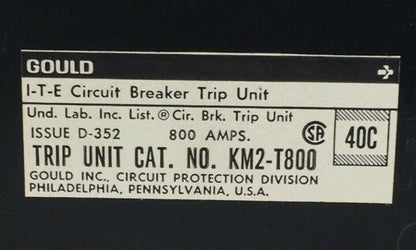 GOULD
I-T-E Circuit Breaker Trip Unit
Und. Lab. Inc. List.® Cir. Brk. Trip Unit
ISSUE D-352 800 AMPS. SA 40C
TRIP UNIT CAT. NO. KM2-T800
GOULD INC., CIRCUIT PROTECTION DIVISION
PHILADELPHIA, PENNSYLVANIA, U.S.A.